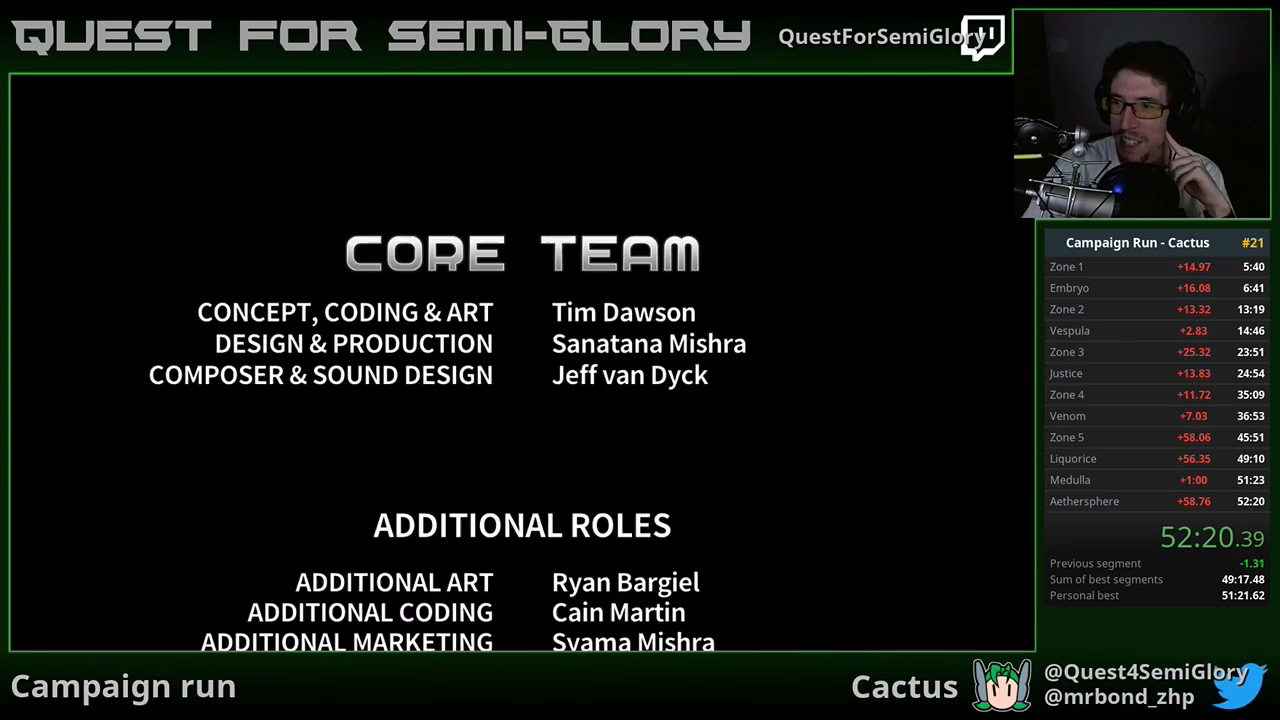 QUEST FOR SEMI-GLORY
QuestForSemiGlory
CORE TEAM
CONCEPT, CODING & ART Tim Dawson
DESIGN & PRODUCTION Sanatana Mishra
COMPOSER & SOUND DESIGN Jeff van Dyck
ADDITIONAL ROLES
ADDITIONAL ART Ryan Bargiel
ADDITIONAL CODING Cain Martin
ADDITIONAL MARKETING Syama Mishra
Campaign Run - Cactus #21
Zone 1 +14.97 5:40
Embryo +16.08 6:41
Zone 2 +13.32 13:19
Vespula +2.83 14:46
Zone 3 +25.32 23:51
Justice +13.83 24:54
Zone 4 +11.72 35:09
Venom +7.03 36:53
Zone 5 +58.06 45:51
Liquorice +56.35 49:10
Medulla +1:00 51:23
Aethersphere +58.76 52:20
52:20.39
Previous segment -1.31
Sum of best segments 49:17.48
Personal best 51:21.62
Campaign run
Cactus
@Quest4SemiGlory
@mrbond_zhp